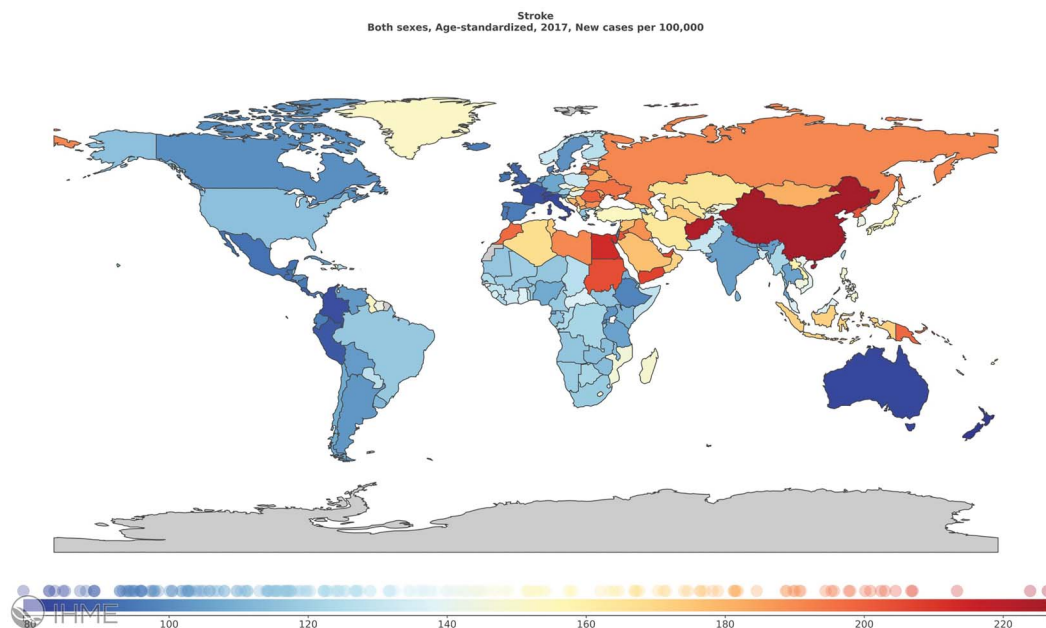 Stroke
Both sexes, Age-standardized, 2017, New cases per 100,000
IHME
80 100 120 140 160 180 200 220